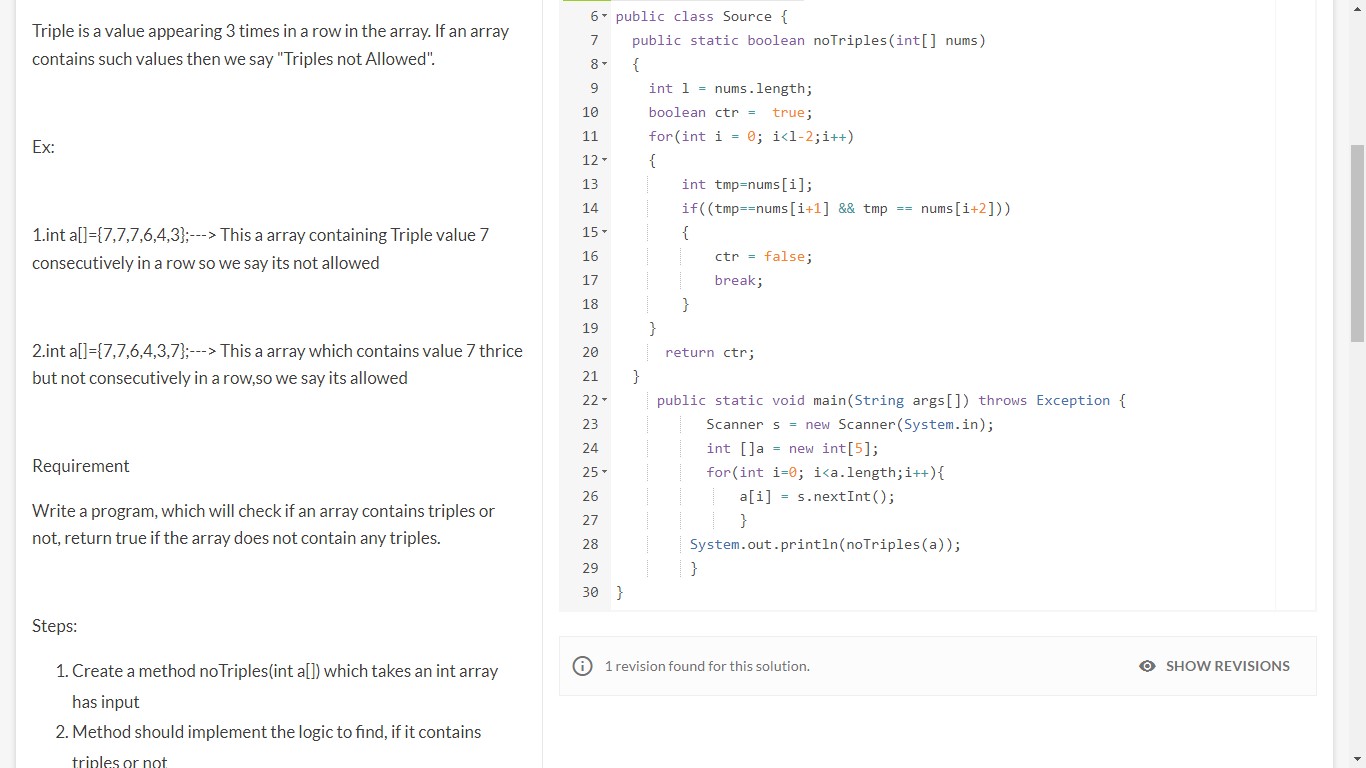 Triple is a value appearing 3 times in a row in the array. If an array
contains such values then we say "Triples not Allowed".
Ex:
1.int a[]={7,7,7,6,4,3};---> This a array containing Triple value 7
consecutively in a row so we say its not allowed
2.int a[]={7,7,6,4,3,7};---> This a array which contains value 7 thrice
but not consecutively in a row,so we say its allowed
Requirement
Write a program, which will check if an array contains triples or
not, return true if the array does not contain any triples.
Steps:
1. Create a method noTriples(int a[]) which takes an int array
has input
2. Method should implement the logic to find, if it contains
triples or not
6 public class Source {
7 public static boolean noTriples(int[] nums)
8 {
9 int l = nums.length;
10 boolean ctr =  true;
11 for(int i = 0; i<l-2;i++)
12 {
13 int tmp=nums[i];
14 if((tmp==nums[i+1] && tmp == nums[i+2]))
15 {
16 ctr = false;
17 break;
18 }
19 }
20 return ctr;
21 }
22 public static void main(String args[]) throws Exception {
23 Scanner s = new Scanner(System.in);
24 int []a = new int[5];
25 for(int i=0; i<a.length;i++){
26 a[i] = s.nextInt();
27 }
28 System.out.println(noTriples(a));
29 }
30 }
1 revision found for this solution.
SHOW REVISIONS